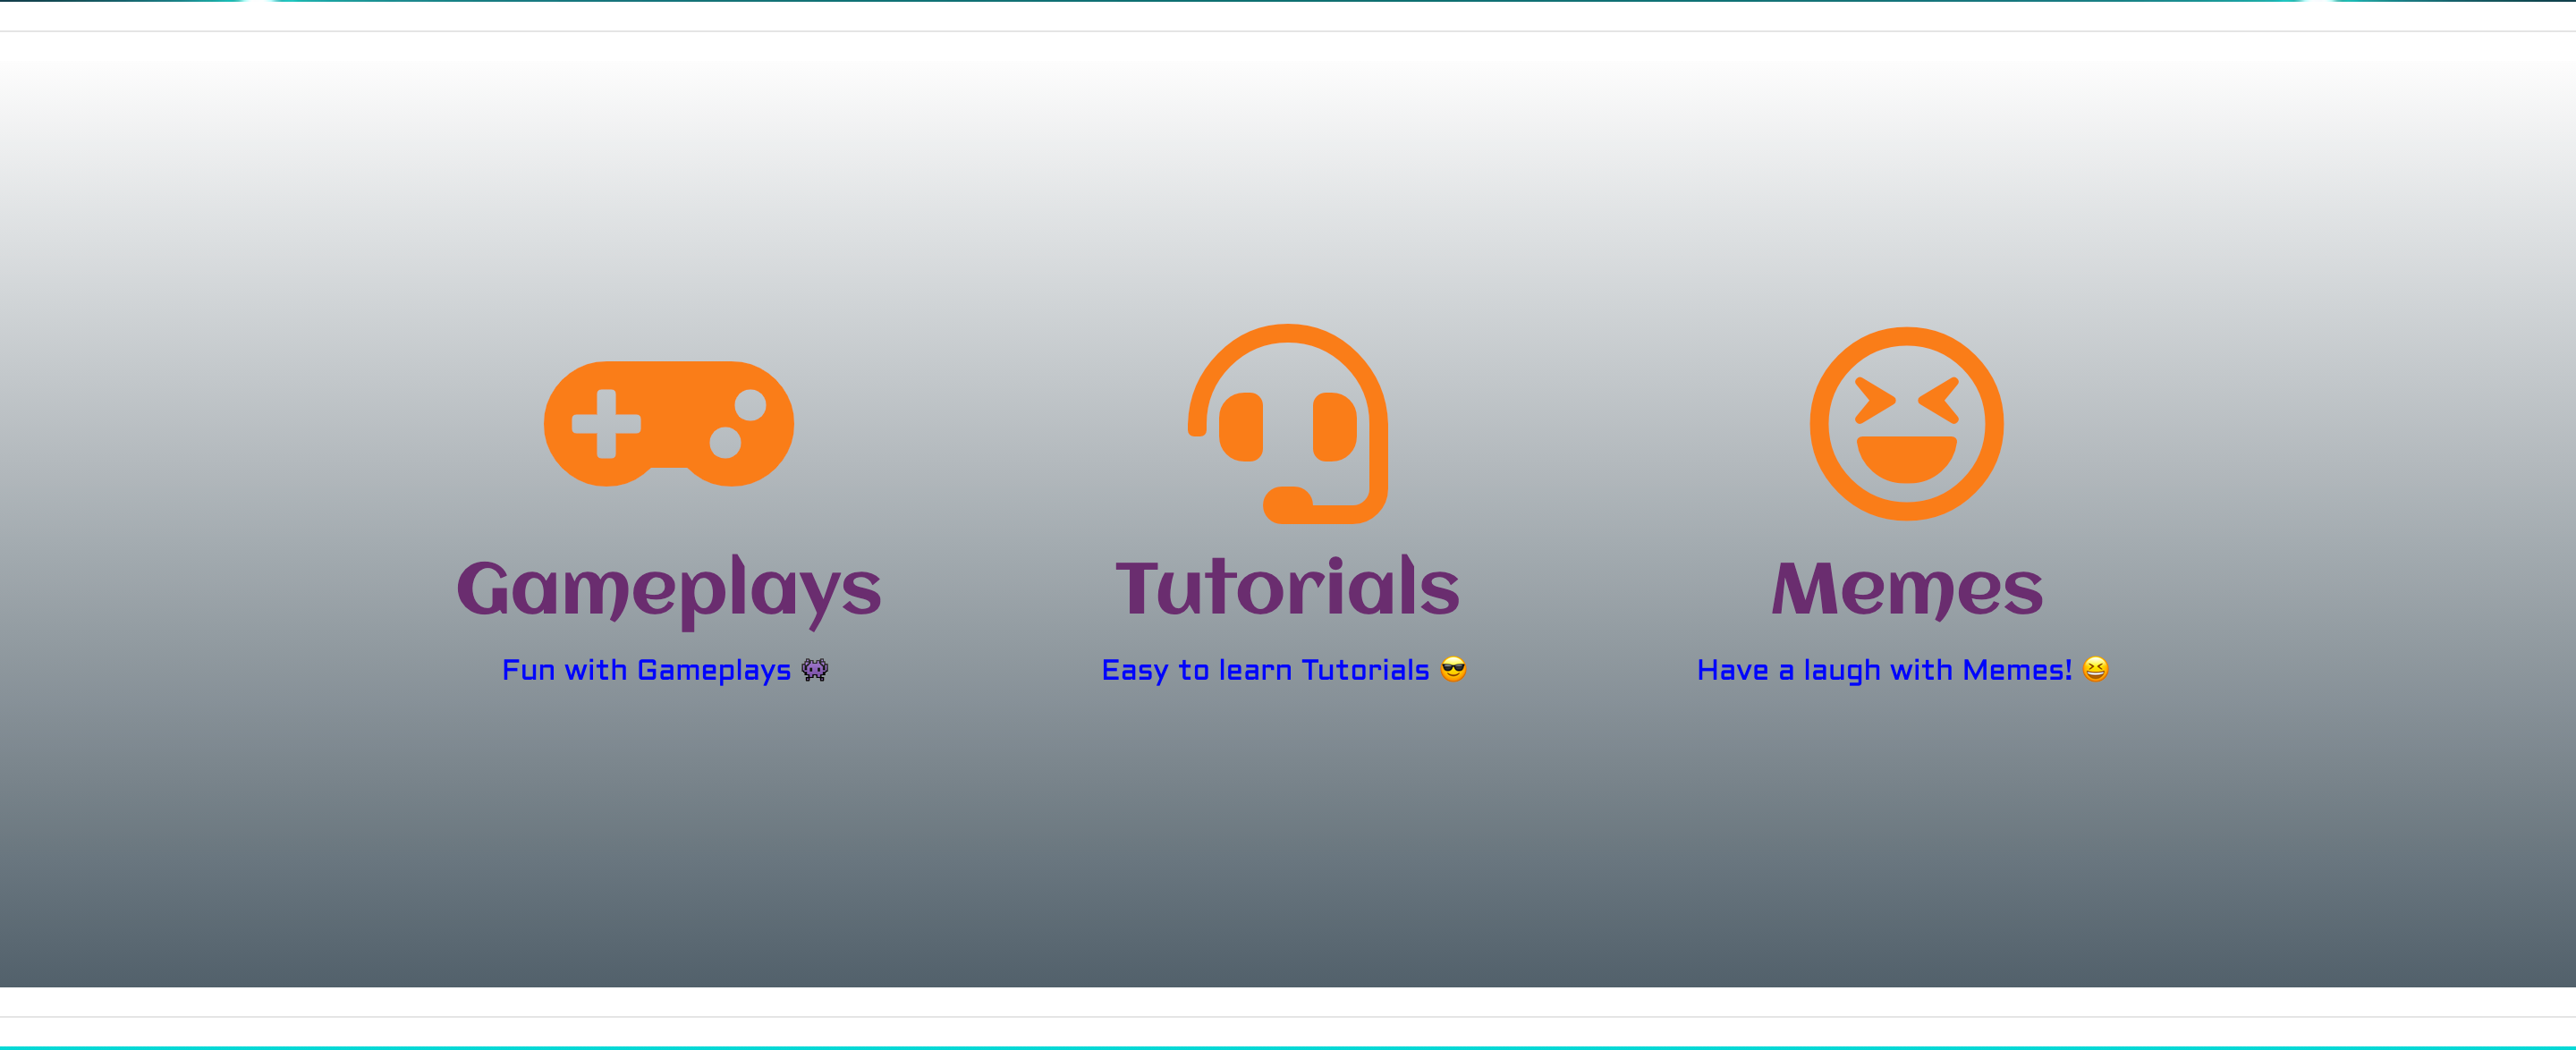 Gameplays
Fun with Gameplays 👾
Tutorials
Easy to learn Tutorials 😎
Memes
Have a laugh with Memes! 😆